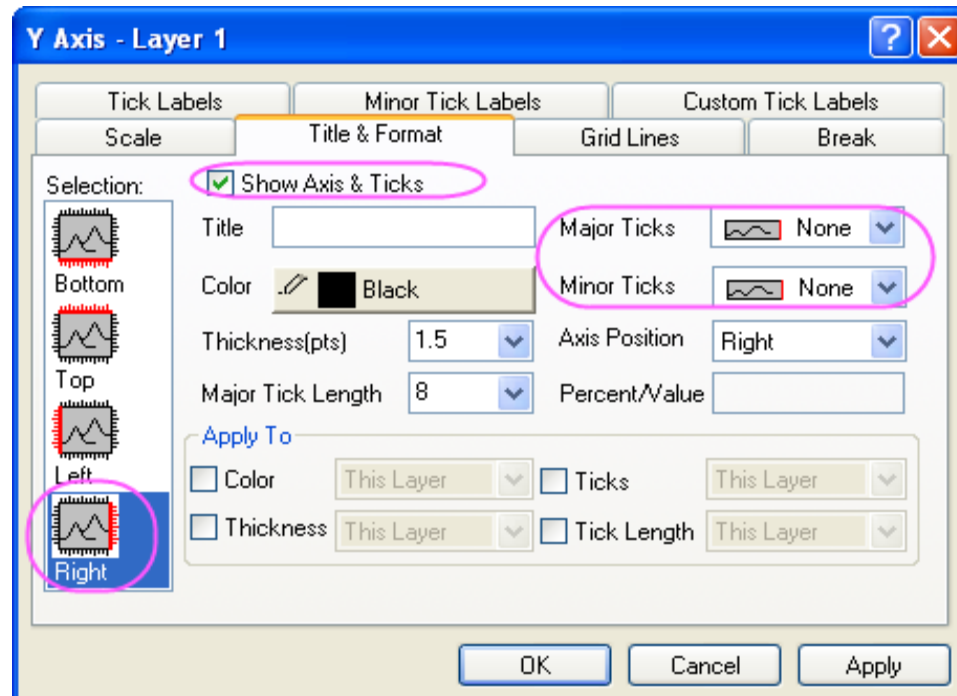 Y Axis - Layer 1
Tick Labels
Minor Tick Labels
Custom Tick Labels
Scale
Title & Format
Grid Lines
Break
Selection:
Bottom
Top
Left
Right
Show Axis & Ticks
Title
Major Ticks
None
Color
Black
Minor Ticks
None
Thickness(pts)
1.5
Axis Position
Right
Major Tick Length
8
Percent/Value
Apply To
Color
This Layer
Ticks
This Layer
Thickness
This Layer
Tick Length
This Layer
OK
Cancel
Apply